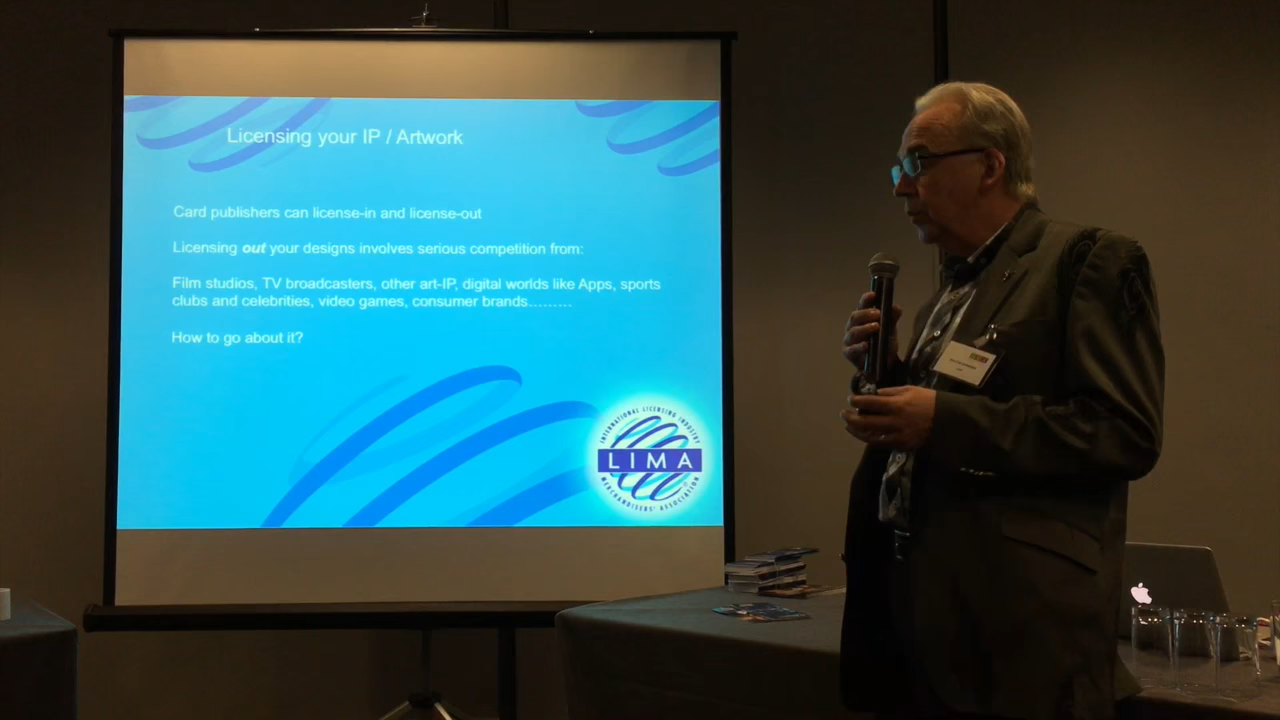 Licensing your IP / Artwork
Card publishers can license-in and license-out
Licensing out your designs involves serious competition from:
Film studios, TV broadcasters, other art-IP, digital worlds like Apps, sports
clubs and celebrities, video games, consumer brands.........
How to go about it?
INTERNATIONAL LICENSING INDUSTRY
LIMA
MERCHANDISERS' ASSOCIATION